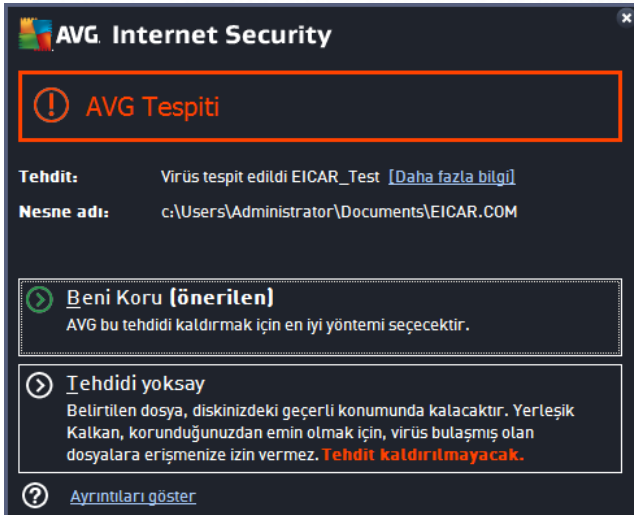 AVG. Internet Security
AVG Tespiti
Tehdit: Virüs tespit edildi EICAR_Test [Daha fazla bilgi]
Nesne adı: c:\Users\Administrator\Documents\EICAR.COM
Beni Koru (önerilen)
AVG bu tehdidi kaldırmak için en iyi yöntemi seçecektir.
Tehdidi yoksay
Belirtilen dosya, diskinizdeki geçerli konumunda kalacaktır. Yerleşik
Kalkan, korunduğunuzdan emin olmak için, virüs bulaşmış olan
dosyalara erişmenize izin vermez. Tehdit kaldırılmayacak.
Ayrıntıları göster